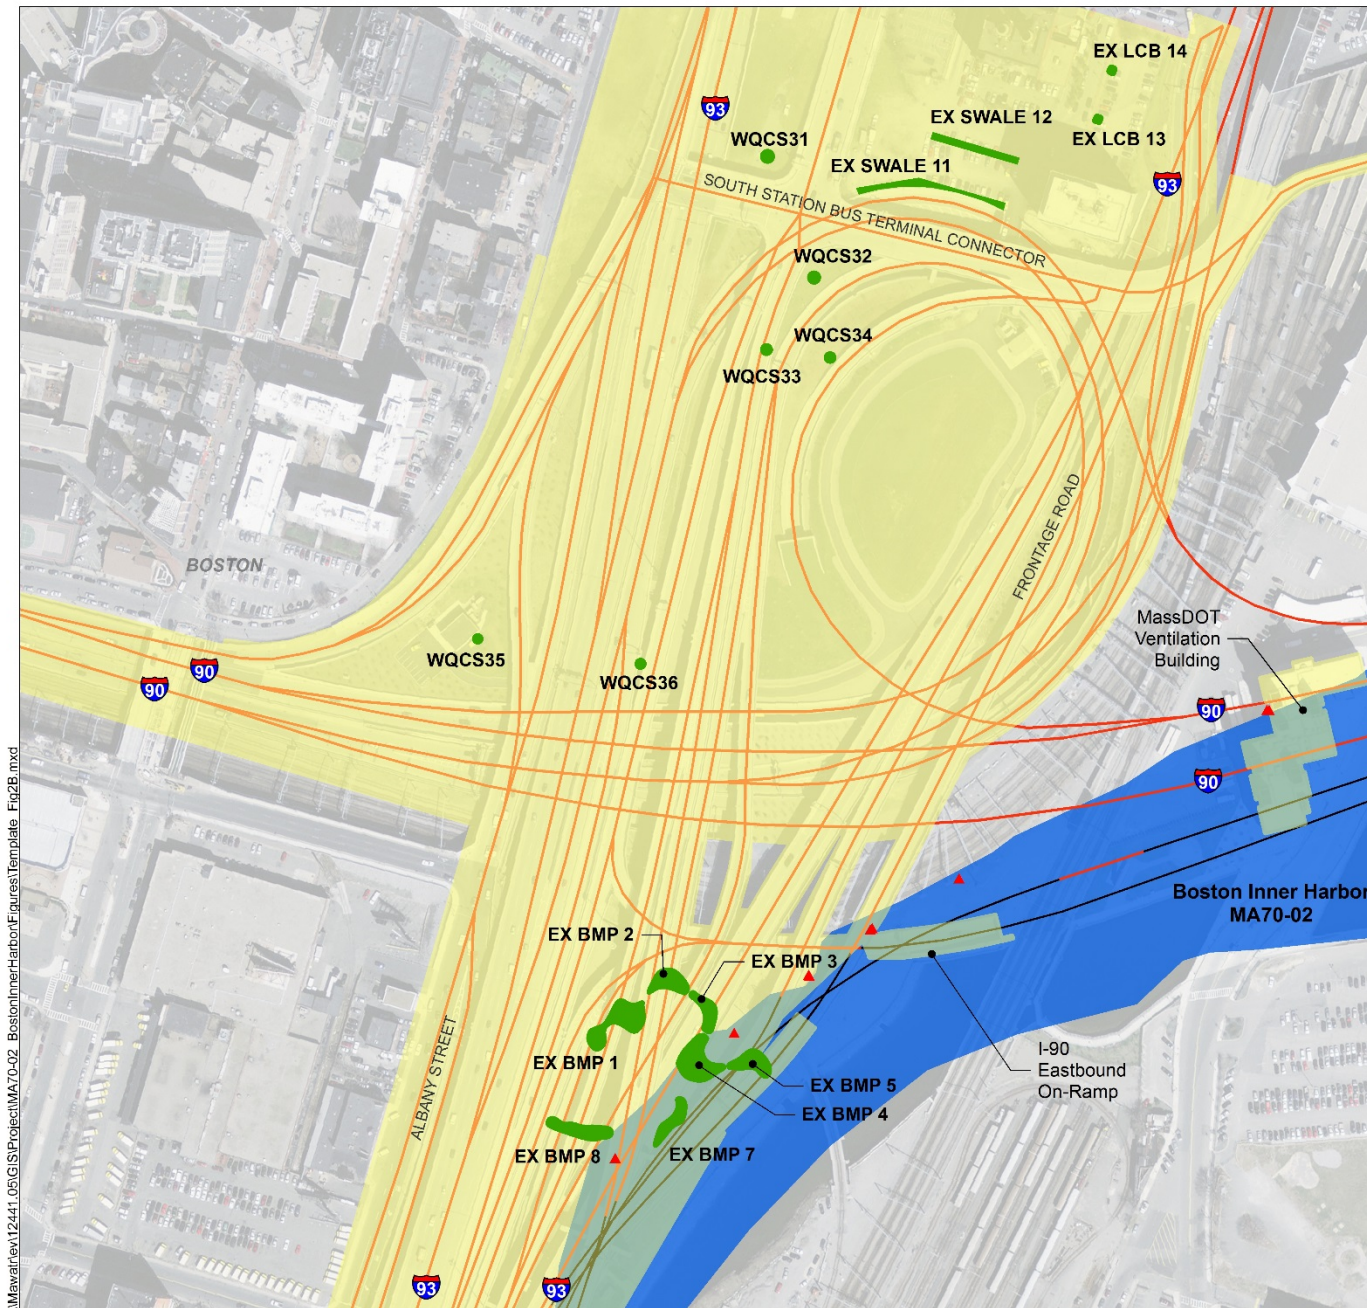 EX LCB 14
93
WQCS31
EX SWALE 12
EX LCB 13
EX SWALE 11
93
SOUTH STATION BUS TERMINAL CONNECTOR
WQCS32
WQCS34
WQCS33
FRONTAGE ROAD
BOSTON
MassDOT
Ventilation
Building
WQCS35
WQCS36
90
90
90
90
Boston Inner Harbor
MA70-02
EX BMP 2
EX BMP 3
EX BMP 1
I-90
Eastbound
On-Ramp
EX BMP 5
EX BMP 4
ALBANY STREET
EX BMP 8
EX BMP 7
93
93
\Mawatr\ev\12441.05\GIS\Project\MA70-02_BostonInnerHarbor\Figures\Template_Fig2B.mxd